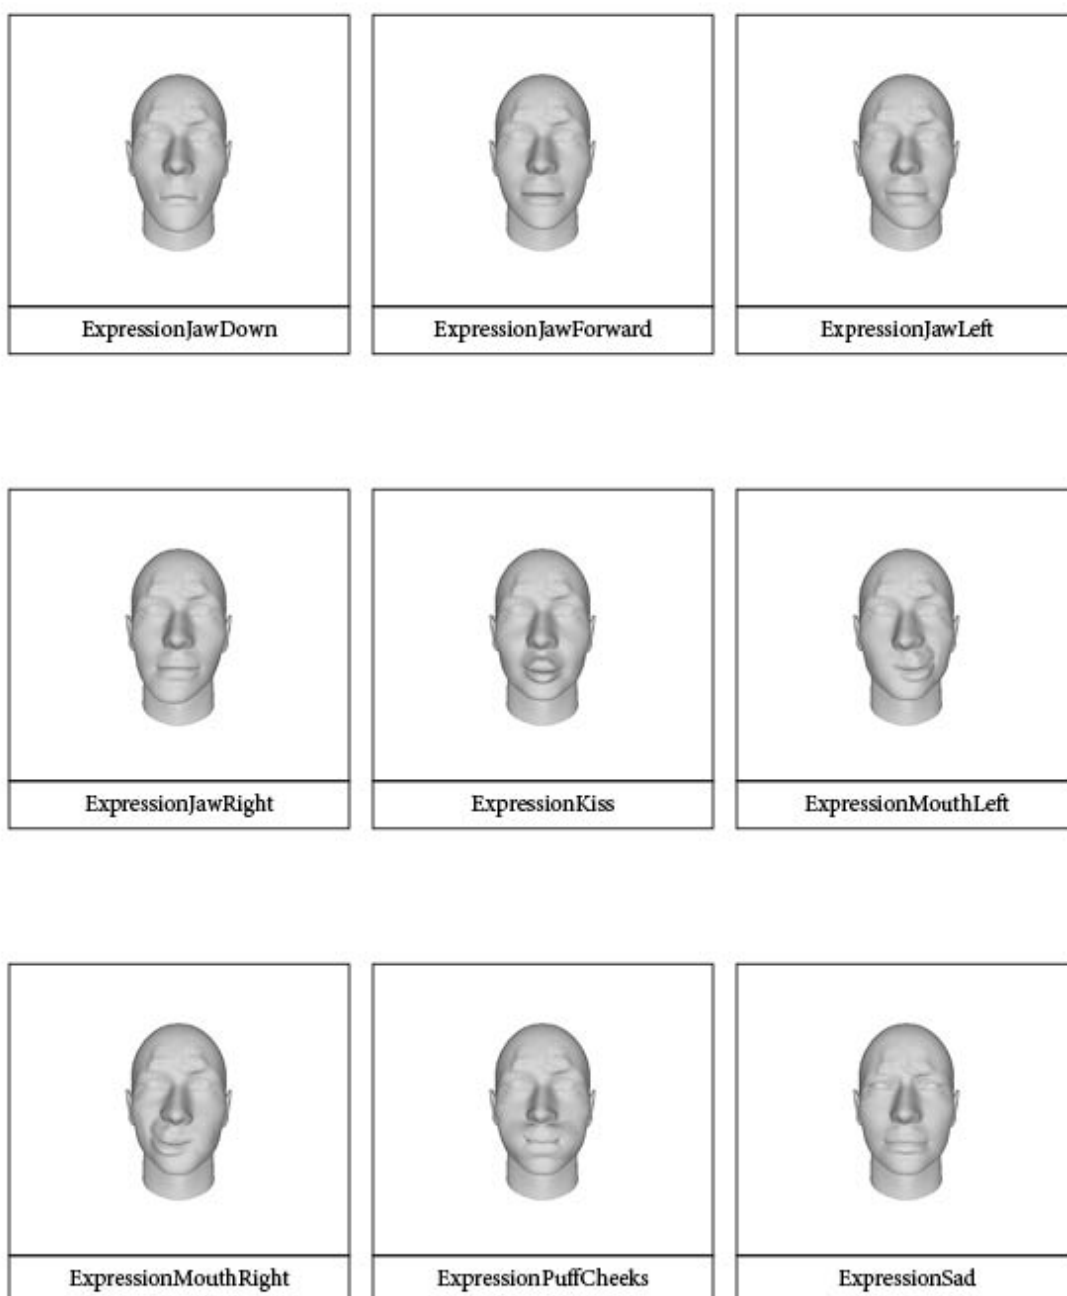 ExpressionJawDown
ExpressionJawForward
ExpressionJawLeft
ExpressionJawRight
ExpressionKiss
ExpressionMouthLeft
ExpressionMouthRight
ExpressionPuffCheeks
ExpressionSad